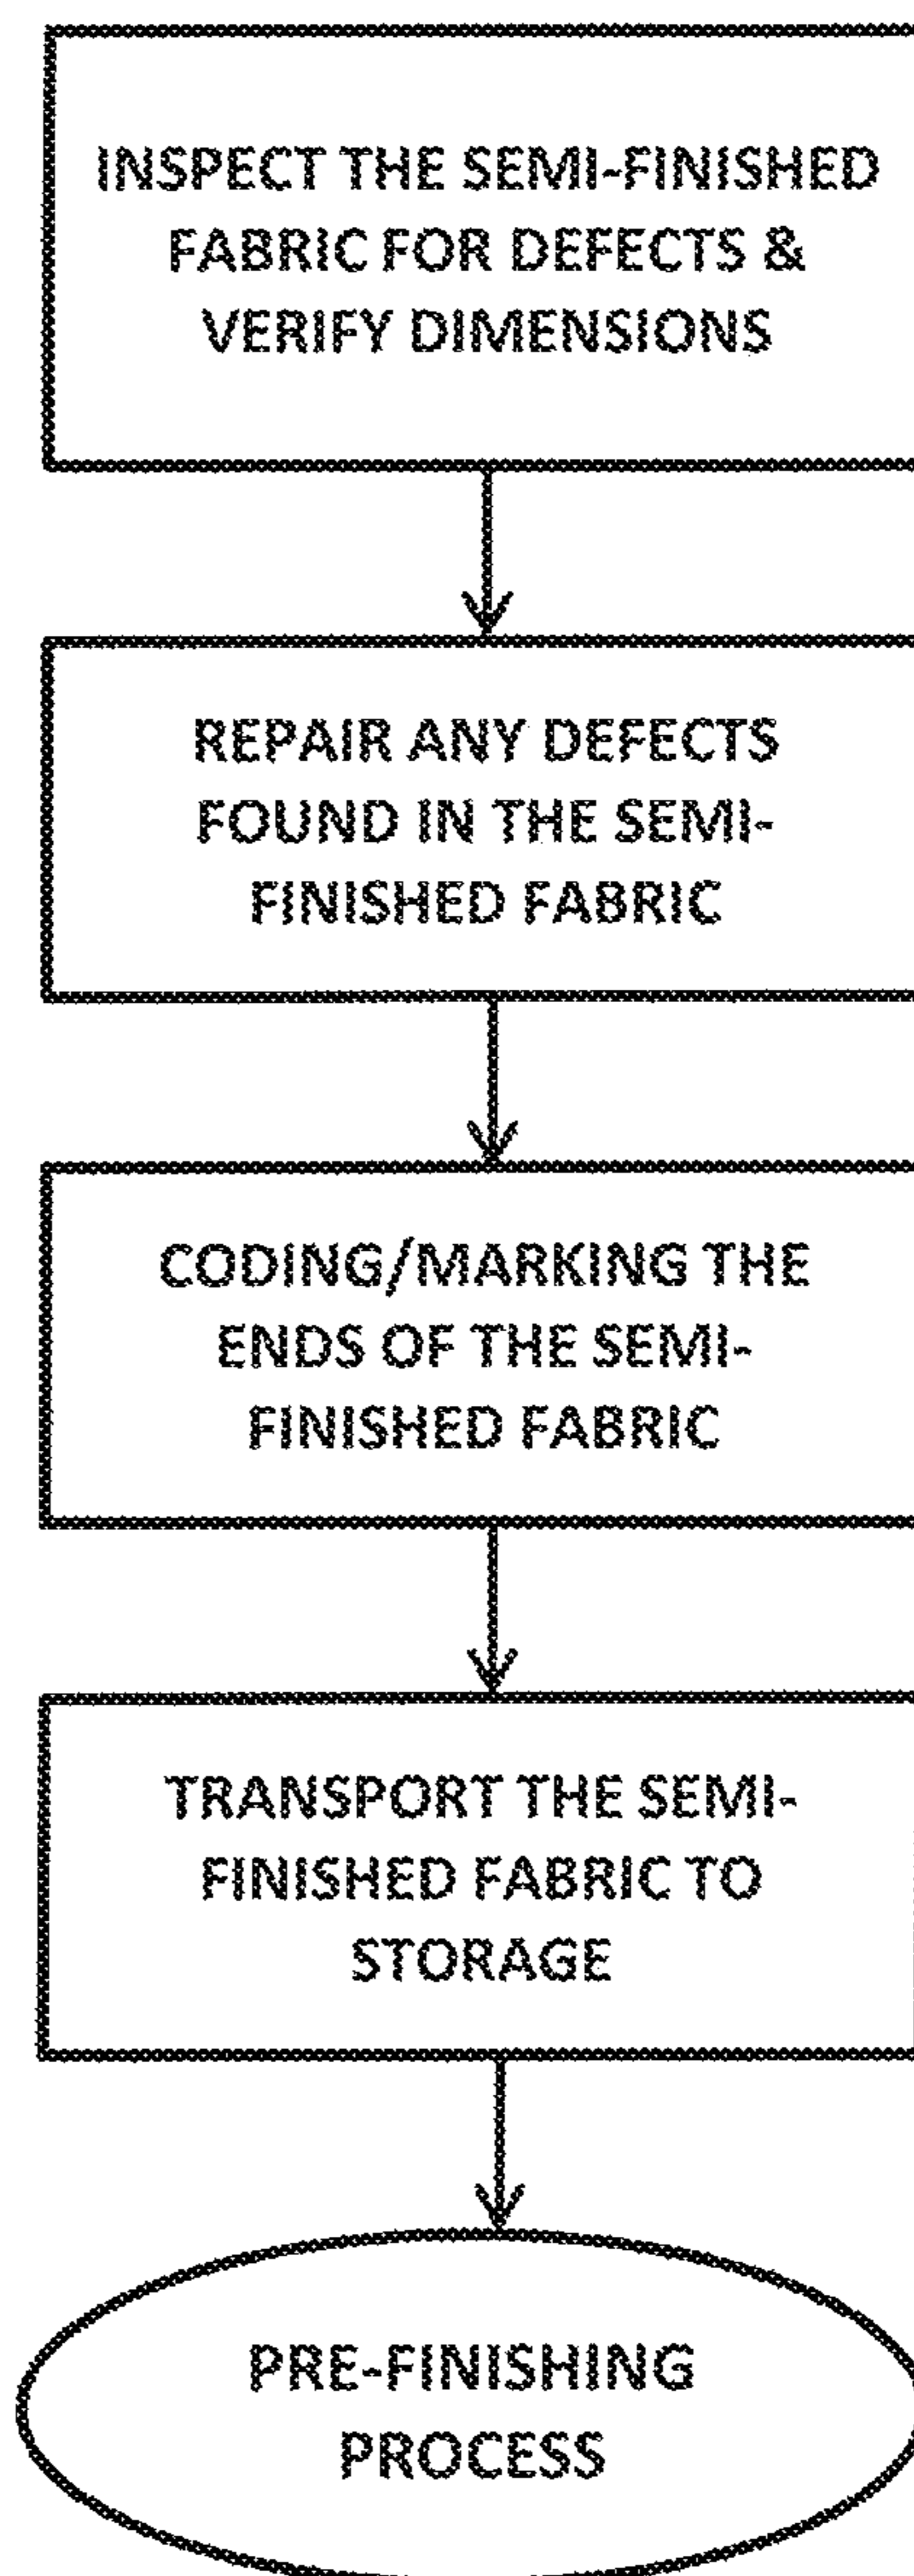 INSPECT THE SEMI-FINISHED
FABRIC FOR DEFECTS &
VERIFY DIMENSIONS
REPAIR ANY DEFECTS
FOUND IN THE SEMI-
FINISHED FABRIC
CODING/MARKING THE
ENDS OF THE SEMI-
FINISHED FABRIC
TRANSPORT THE SEMI-
FINISHED FABRIC TO
STORAGE
PRE-FINISHING
PROCESS